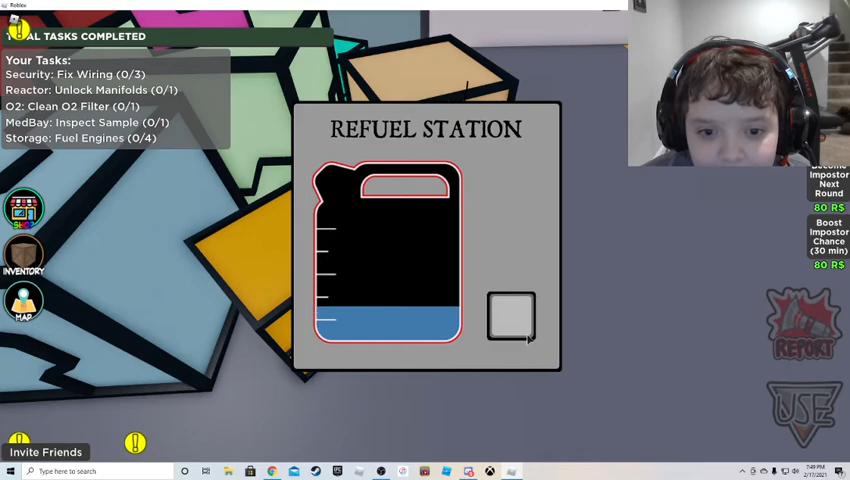 Roblox
TOTAL TASKS COMPLETED
Your Tasks:
Security: Fix Wiring (0/3)
Reactor: Unlock Manifolds (0/1)
O2: Clean O2 Filter (0/1)
MedBay: Inspect Sample (0/1)
Storage: Fuel Engines (0/4)
REFUEL STATION
SHOP
INVENTORY
MAP
Become
Impostor
Next
Round
80 R$
Boost
Impostor
Chance
(30 min)
80 R$
REPORT
USE
Invite Friends
Type here to search
7:49 PM
2/17/2021